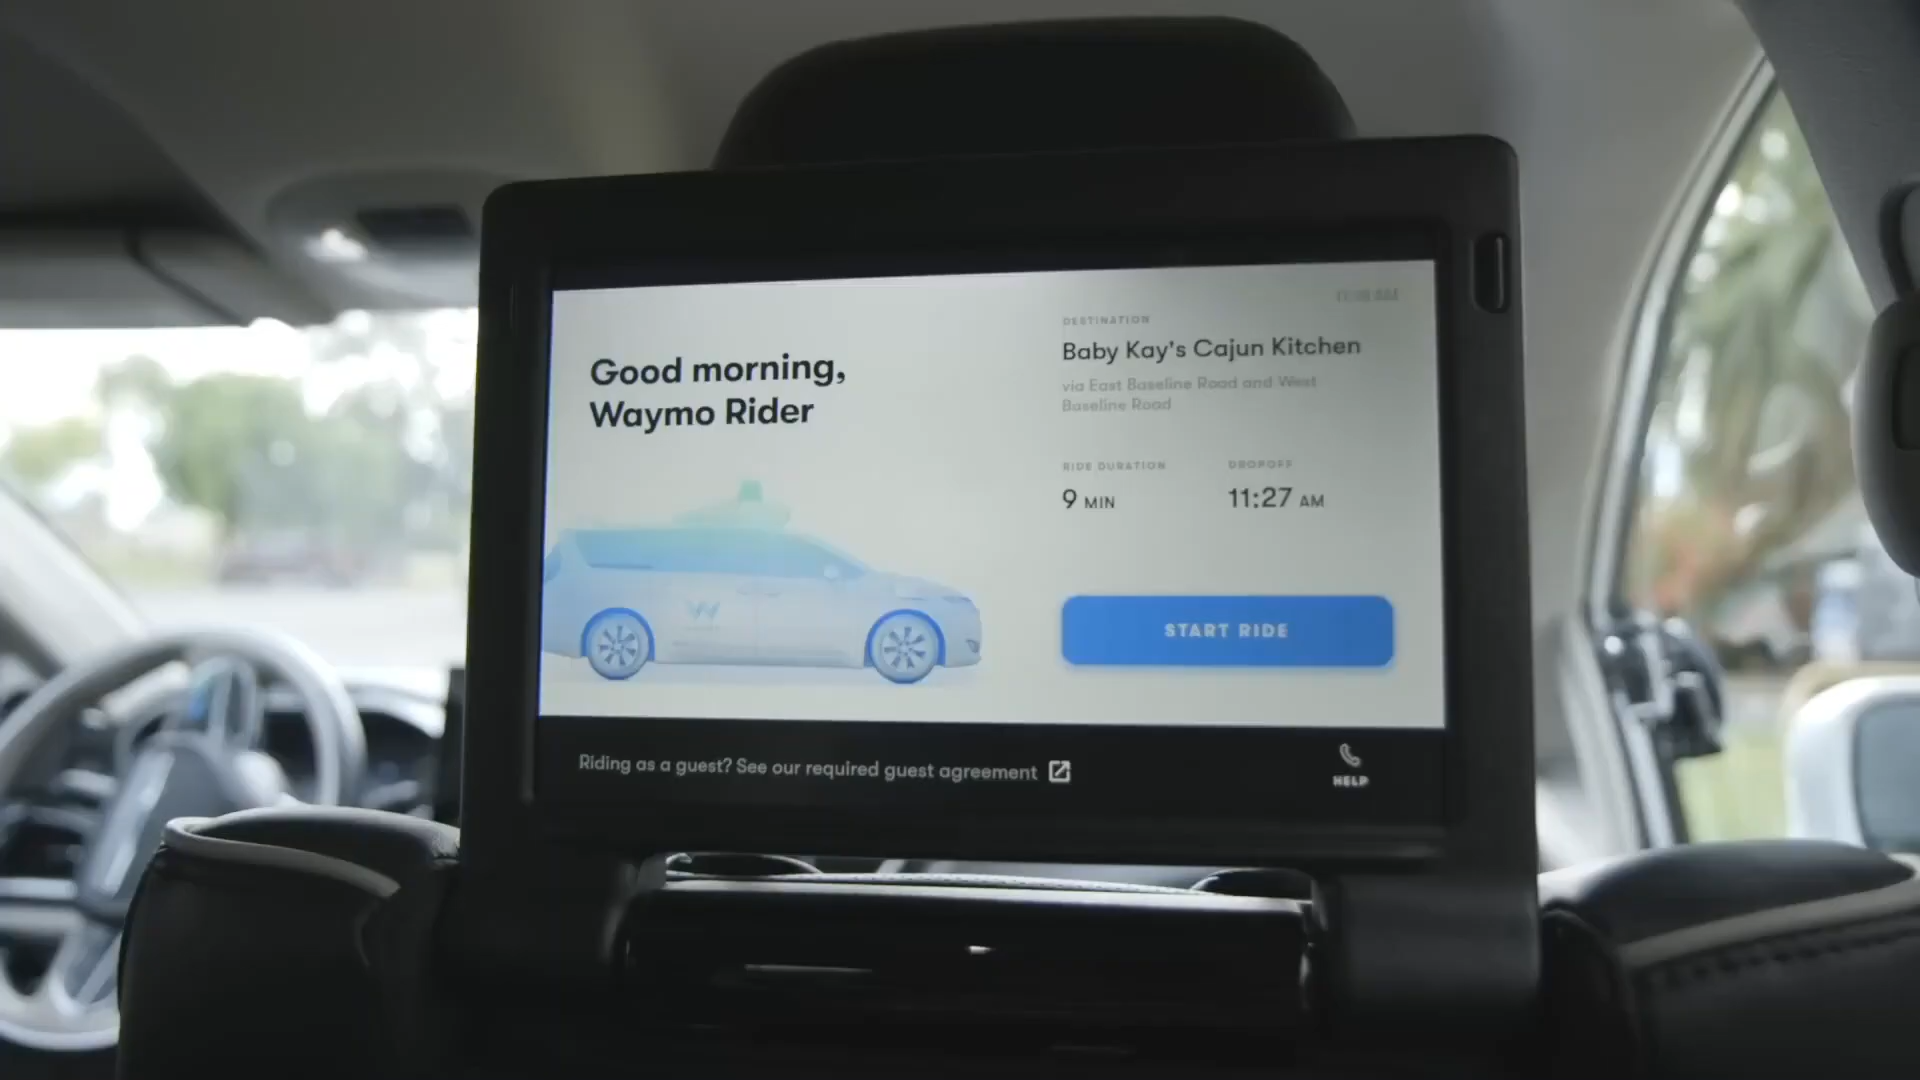 Good morning,
Waymo Rider
DESTINATION
Baby Kay's Cajun Kitchen
via East Baseline Road and West
Baseline Road
RIDE DURATION
9 MIN
DROPOFF
11:27 AM
START RIDE
Riding as a guest? See our required guest agreement
HELP